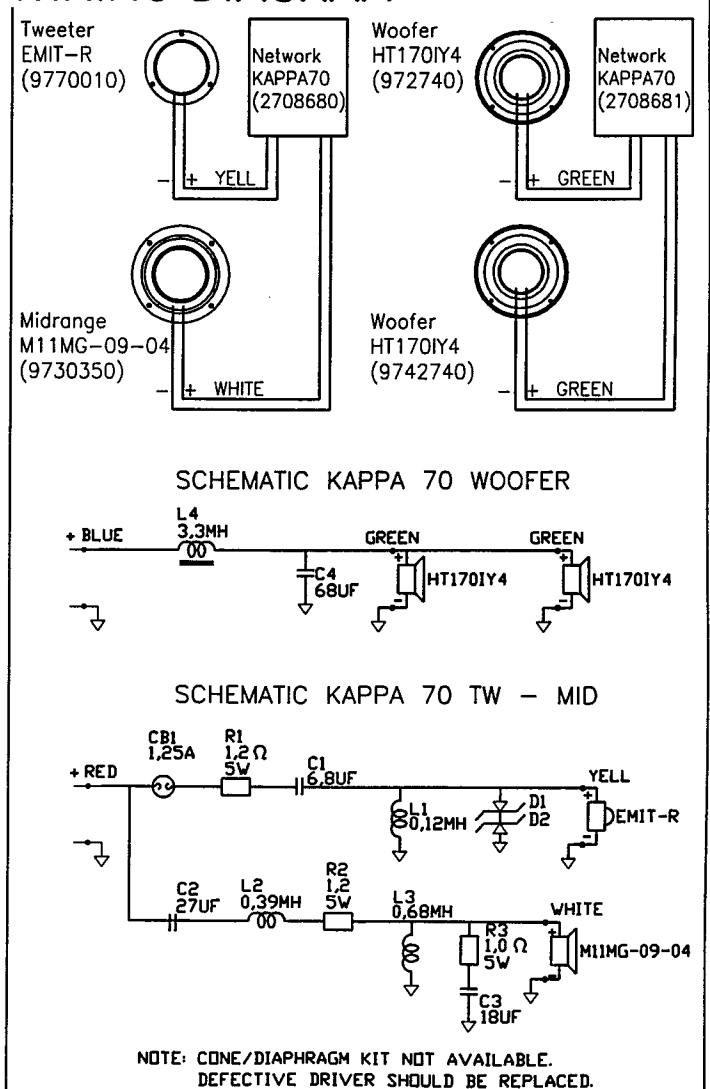 Tweeter
EMIT-R
(9770010)
Network
KAPPA70
(2708680)
Woofer
HT170IY4
(972740)
Network
KAPPA70
(2708681)
- + YELL
- + GREEN
Midrange
M11MG-09-04
(9730350)
Woofer
HT170IY4
(9742740)
- + WHITE
- + GREEN
SCHEMATIC KAPPA 70 WOOFER
+ BLUE
L4
3,3MH
C4
68UF
GREEN
+
-
HT170IY4
GREEN
+
-
HT170IY4
SCHEMATIC KAPPA 70 TW - MID
+ RED
CB1
1,25A
R1
1,2 Ω
5W
C1
6,8UF
L1
0,12MH
D1
D2
YELL
+
-
EMIT-R
C2
27UF
L2
0,39MH
R2
1,2
5W
L3
0,68MH
R3
1,0 Ω
5W
C3
18UF
WHITE
+
-
M11MG-09-04
NOTE: CONE/DIAPHRAGM KIT NOT AVAILABLE.
DEFECTIVE DRIVER SHOULD BE REPLACED.